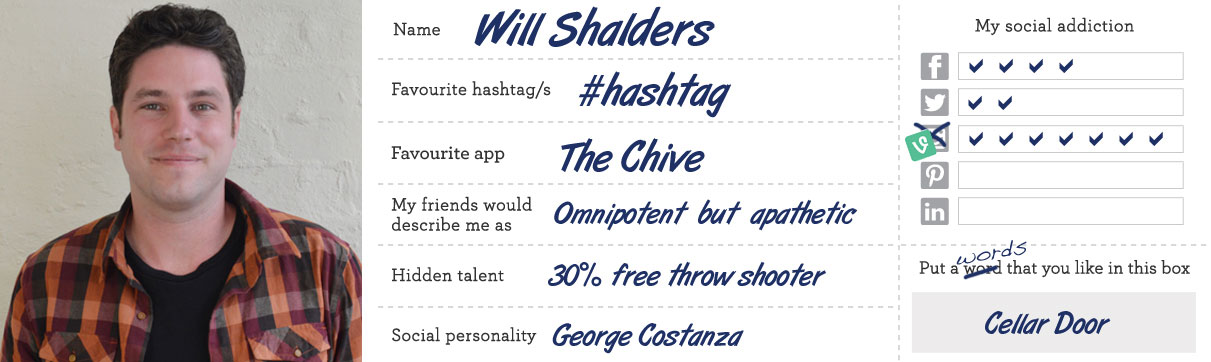 Name Will Shalders
Favourite hashtag/s #hashtag
Favourite app The Chive
My friends would
describe me as Omnipotent but apathetic
Hidden talent 30% free throw shooter
Social personality George Costanza
My social addiction
f
in
words
Put a word that you like in this box
Cellar Door